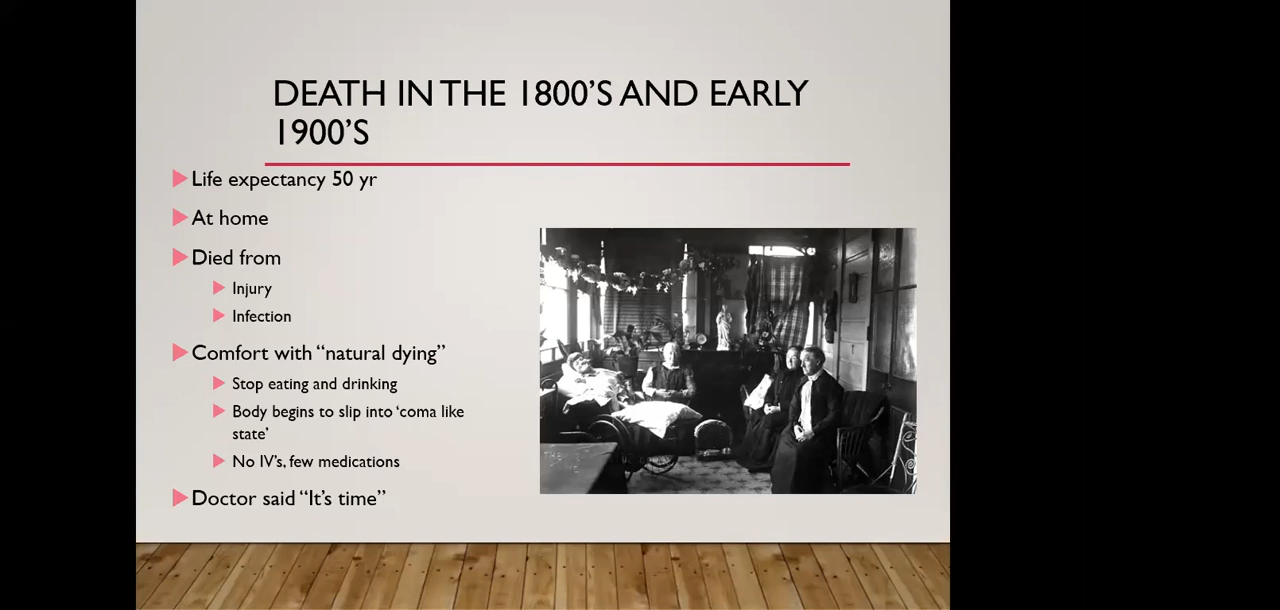 DEATH IN THE 1800’S AND EARLY
1900’S
Life expectancy 50 yr
At home
Died from
Injury
Infection
Comfort with “natural dying”
Stop eating and drinking
Body begins to slip into ‘coma like
state’
No IV’s, few medications
Doctor said “It’s time”